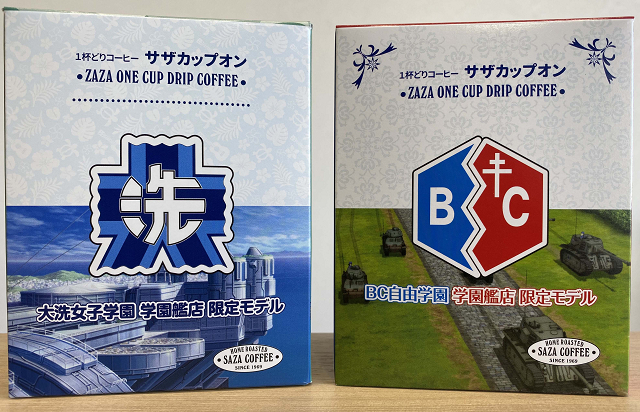 1杯どりコーヒー サザカップオン
•ZAZA ONE CUP DRIP COFFEE•
洗
大洗女子学園 学園艦店 限定モデル
HOME ROASTED
SAZA COFFEE
SINCE 1969
1杯どりコーヒー サザカップオン
•ZAZA ONE CUP DRIP COFFEE•
B C
BC自由学園 学園艦店 限定モデル
HOME ROASTED
SAZA COFFEE
SINCE 1969